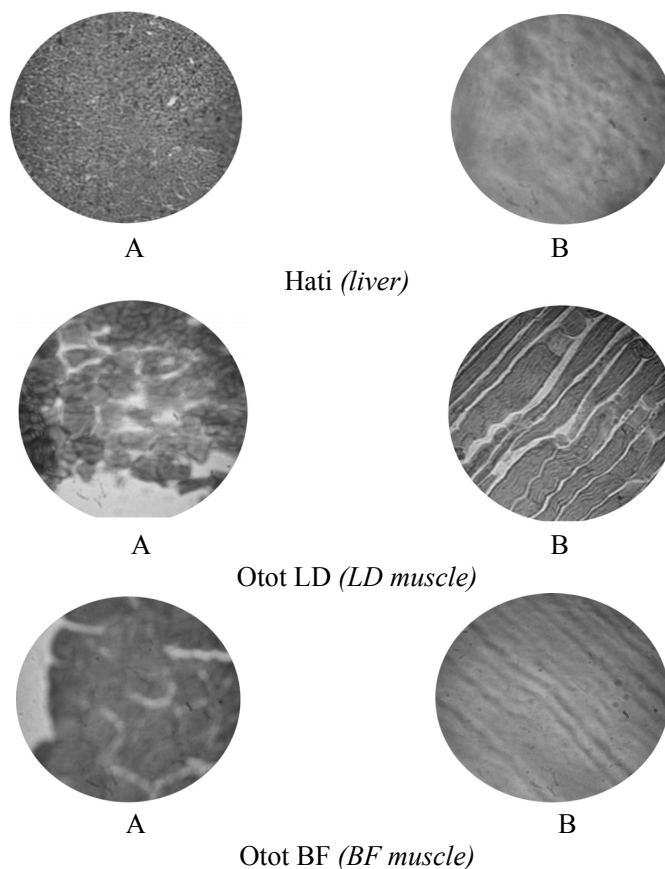 A B
Hati (liver)
A B
Otot LD (LD muscle)
A B
Otot BF (BF muscle)